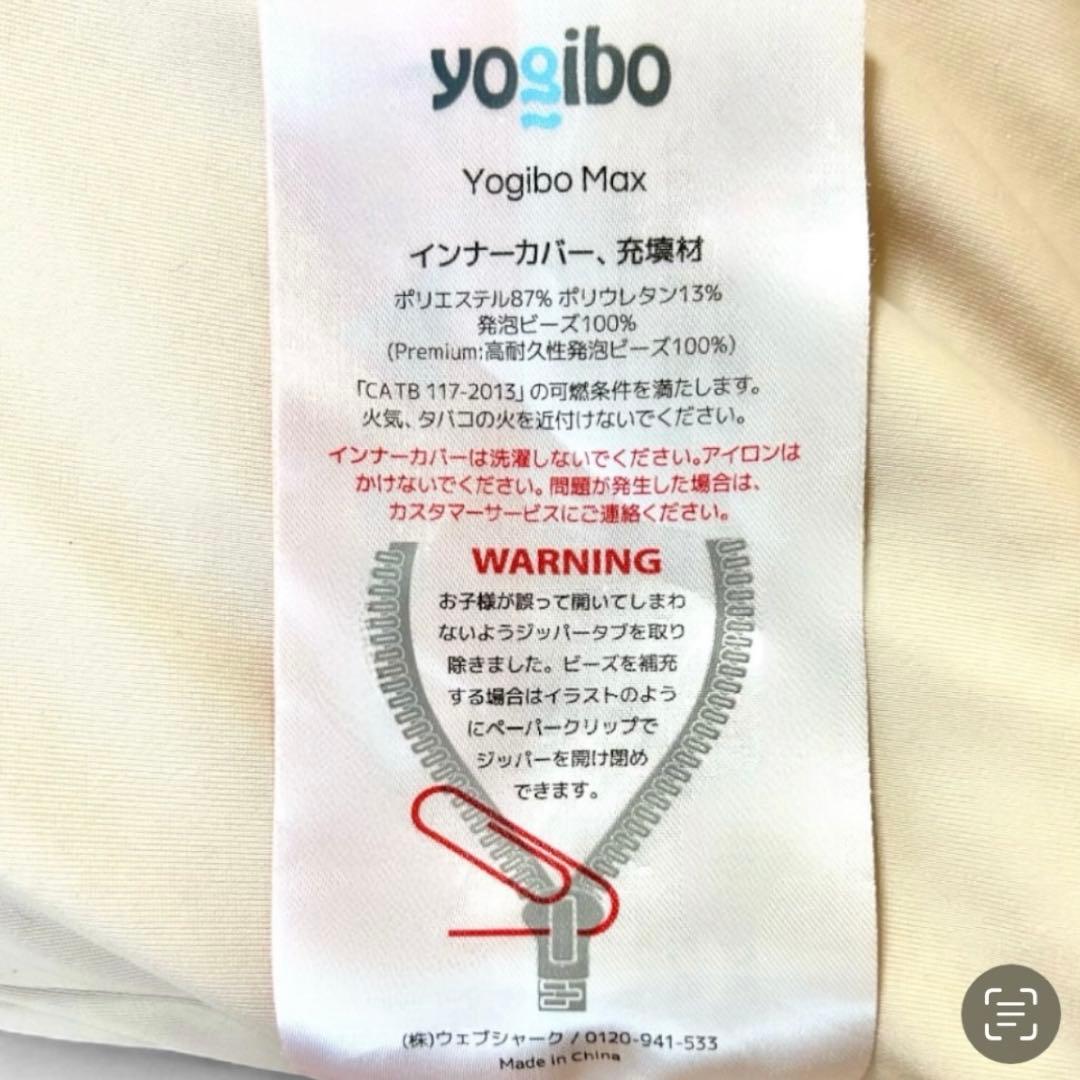 yogibo
Yogibo Max
インナーカバー、充填材
ポリエステル87% ポリウレタン13%
発泡ビーズ100%
(Premium:高耐久性発泡ビーズ100%)
「CA TB 117-2013」の可燃条件を満たします。
火気、タバコの火を近付けないでください。
インナーカバーは洗濯しないでください。アイロンは
かけないでください。問題が発生した場合は、
カスタマーサービスにご連絡ください。
WARNING
お子様が誤って開いてしまわ
ないようジッパータブを取り
除きました。ビーズを補充
する場合はイラストのよう
にペーパークリップで
ジッパーを開け閉め
できます。
(株)ウェブシャーク / 0120-941-533
Made in China